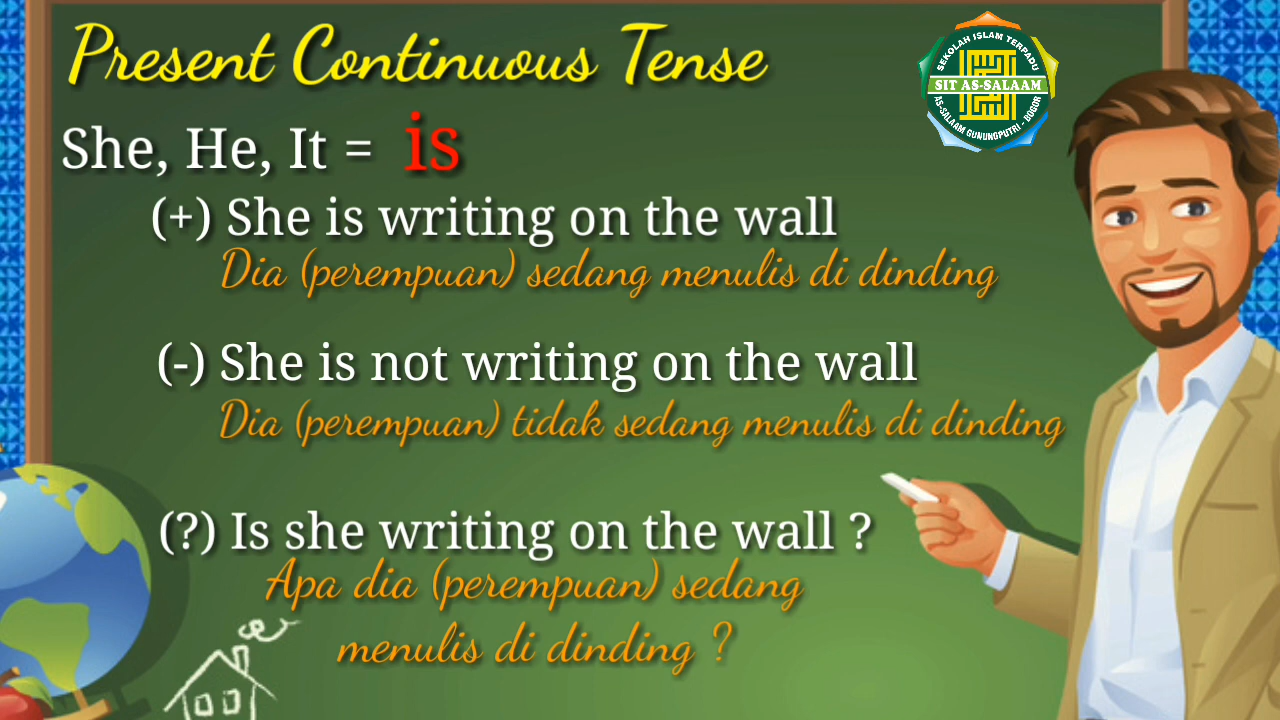 Present Continuous Tense
SEKOLAH ISLAM TERPADU
SIT AS-SALAAM
AS-SALAAM GUNUNGPUTRI - BOGOR
She, He, It = is
(+) She is writing on the wall
Dia (perempuan) sedang menulis di dinding
(-) She is not writing on the wall
Dia (perempuan) tidak sedang menulis di dinding
(?) Is she writing on the wall ?
Apa dia (perempuan) sedang
menulis di dinding ?